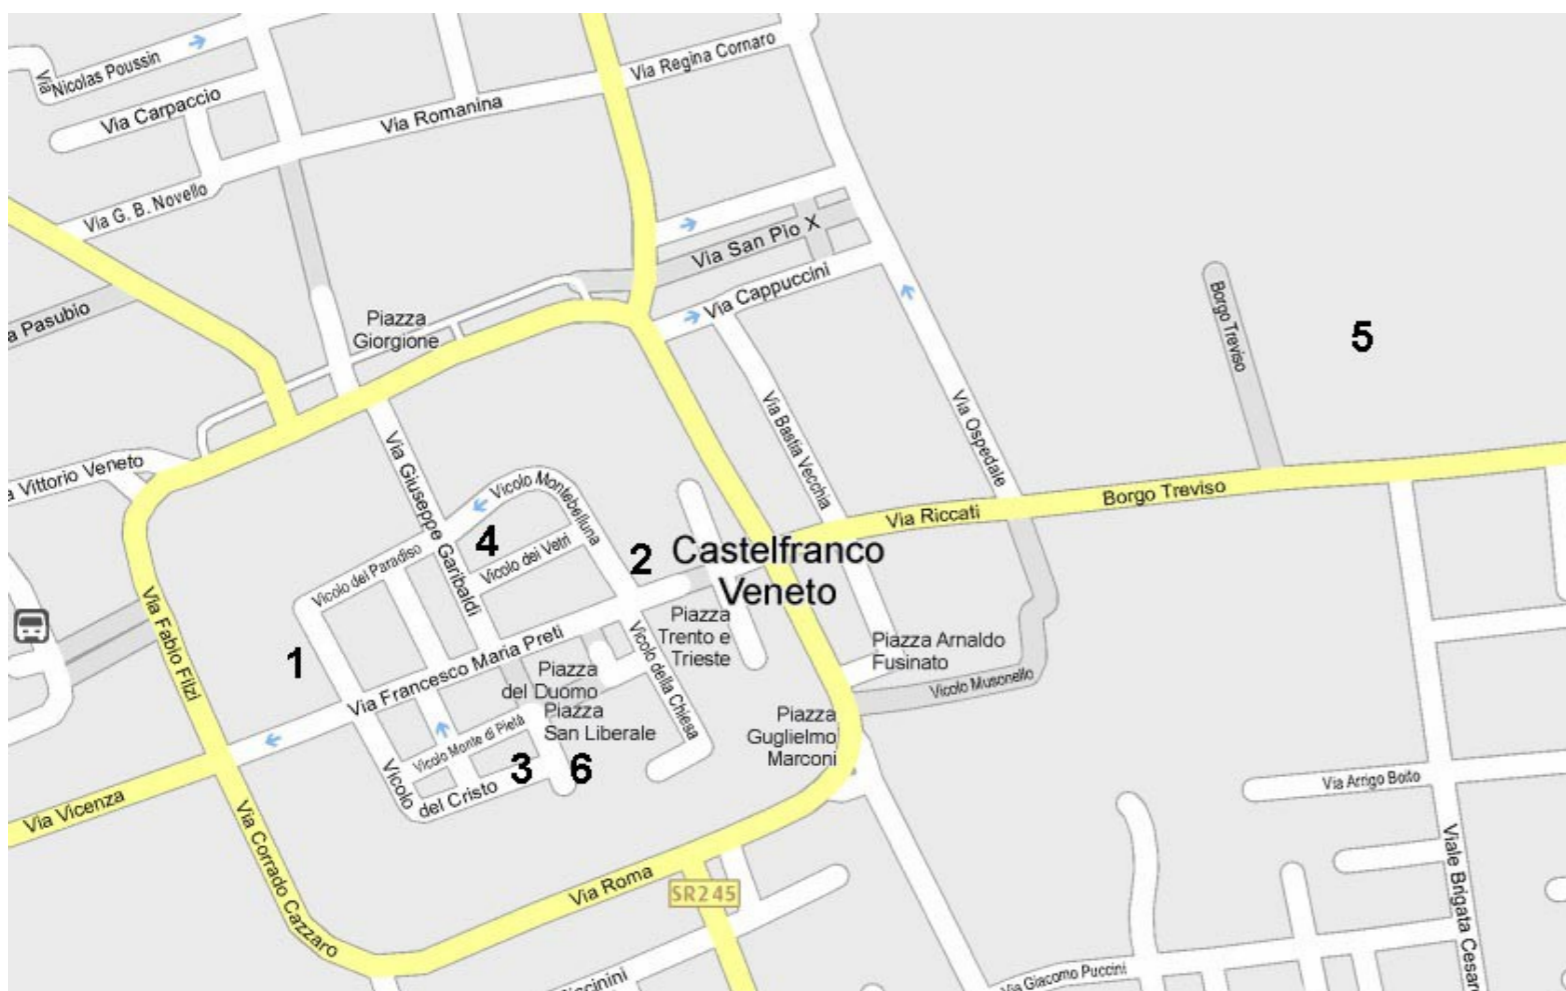 Via
Nicolas Poussin
Via Carpaccio
Via Romanina
Via Regina Cornaro
Via G. B. Novello
a Pasubio
Via San Pio X
Via Cappuccini
Piazza
Giorgione
Borgo Treviso
5
Via Bastia Vecchia
Via Ospedale
a Vittorio Veneto
Via Giuseppe Garibaldi
Vicolo Montebelluna
Borgo Treviso
Via Riccati
4
Vicolo dei Vetri
2
Castelfranco
Veneto
Vicolo del Paradiso
Via Fabio Filzi
1
Via Francesco Maria Preti
Piazza
Trento e
Trieste
Vicolo della Chiesa
Piazza Arnaldo
Fusinato
Vicolo Musonello
Piazza
del Duomo
Piazza
San Liberale
Piazza
Guglielmo
Marconi
Vicolo Monte di Pietà
3
6
Vicolo
del Cristo
Via Vicenza
Via Corrado Cazzaro
Via Roma
SR245
Via Arrigo Boito
Viale Brigata Cesar
Via Giacomo Puccini
iccinini